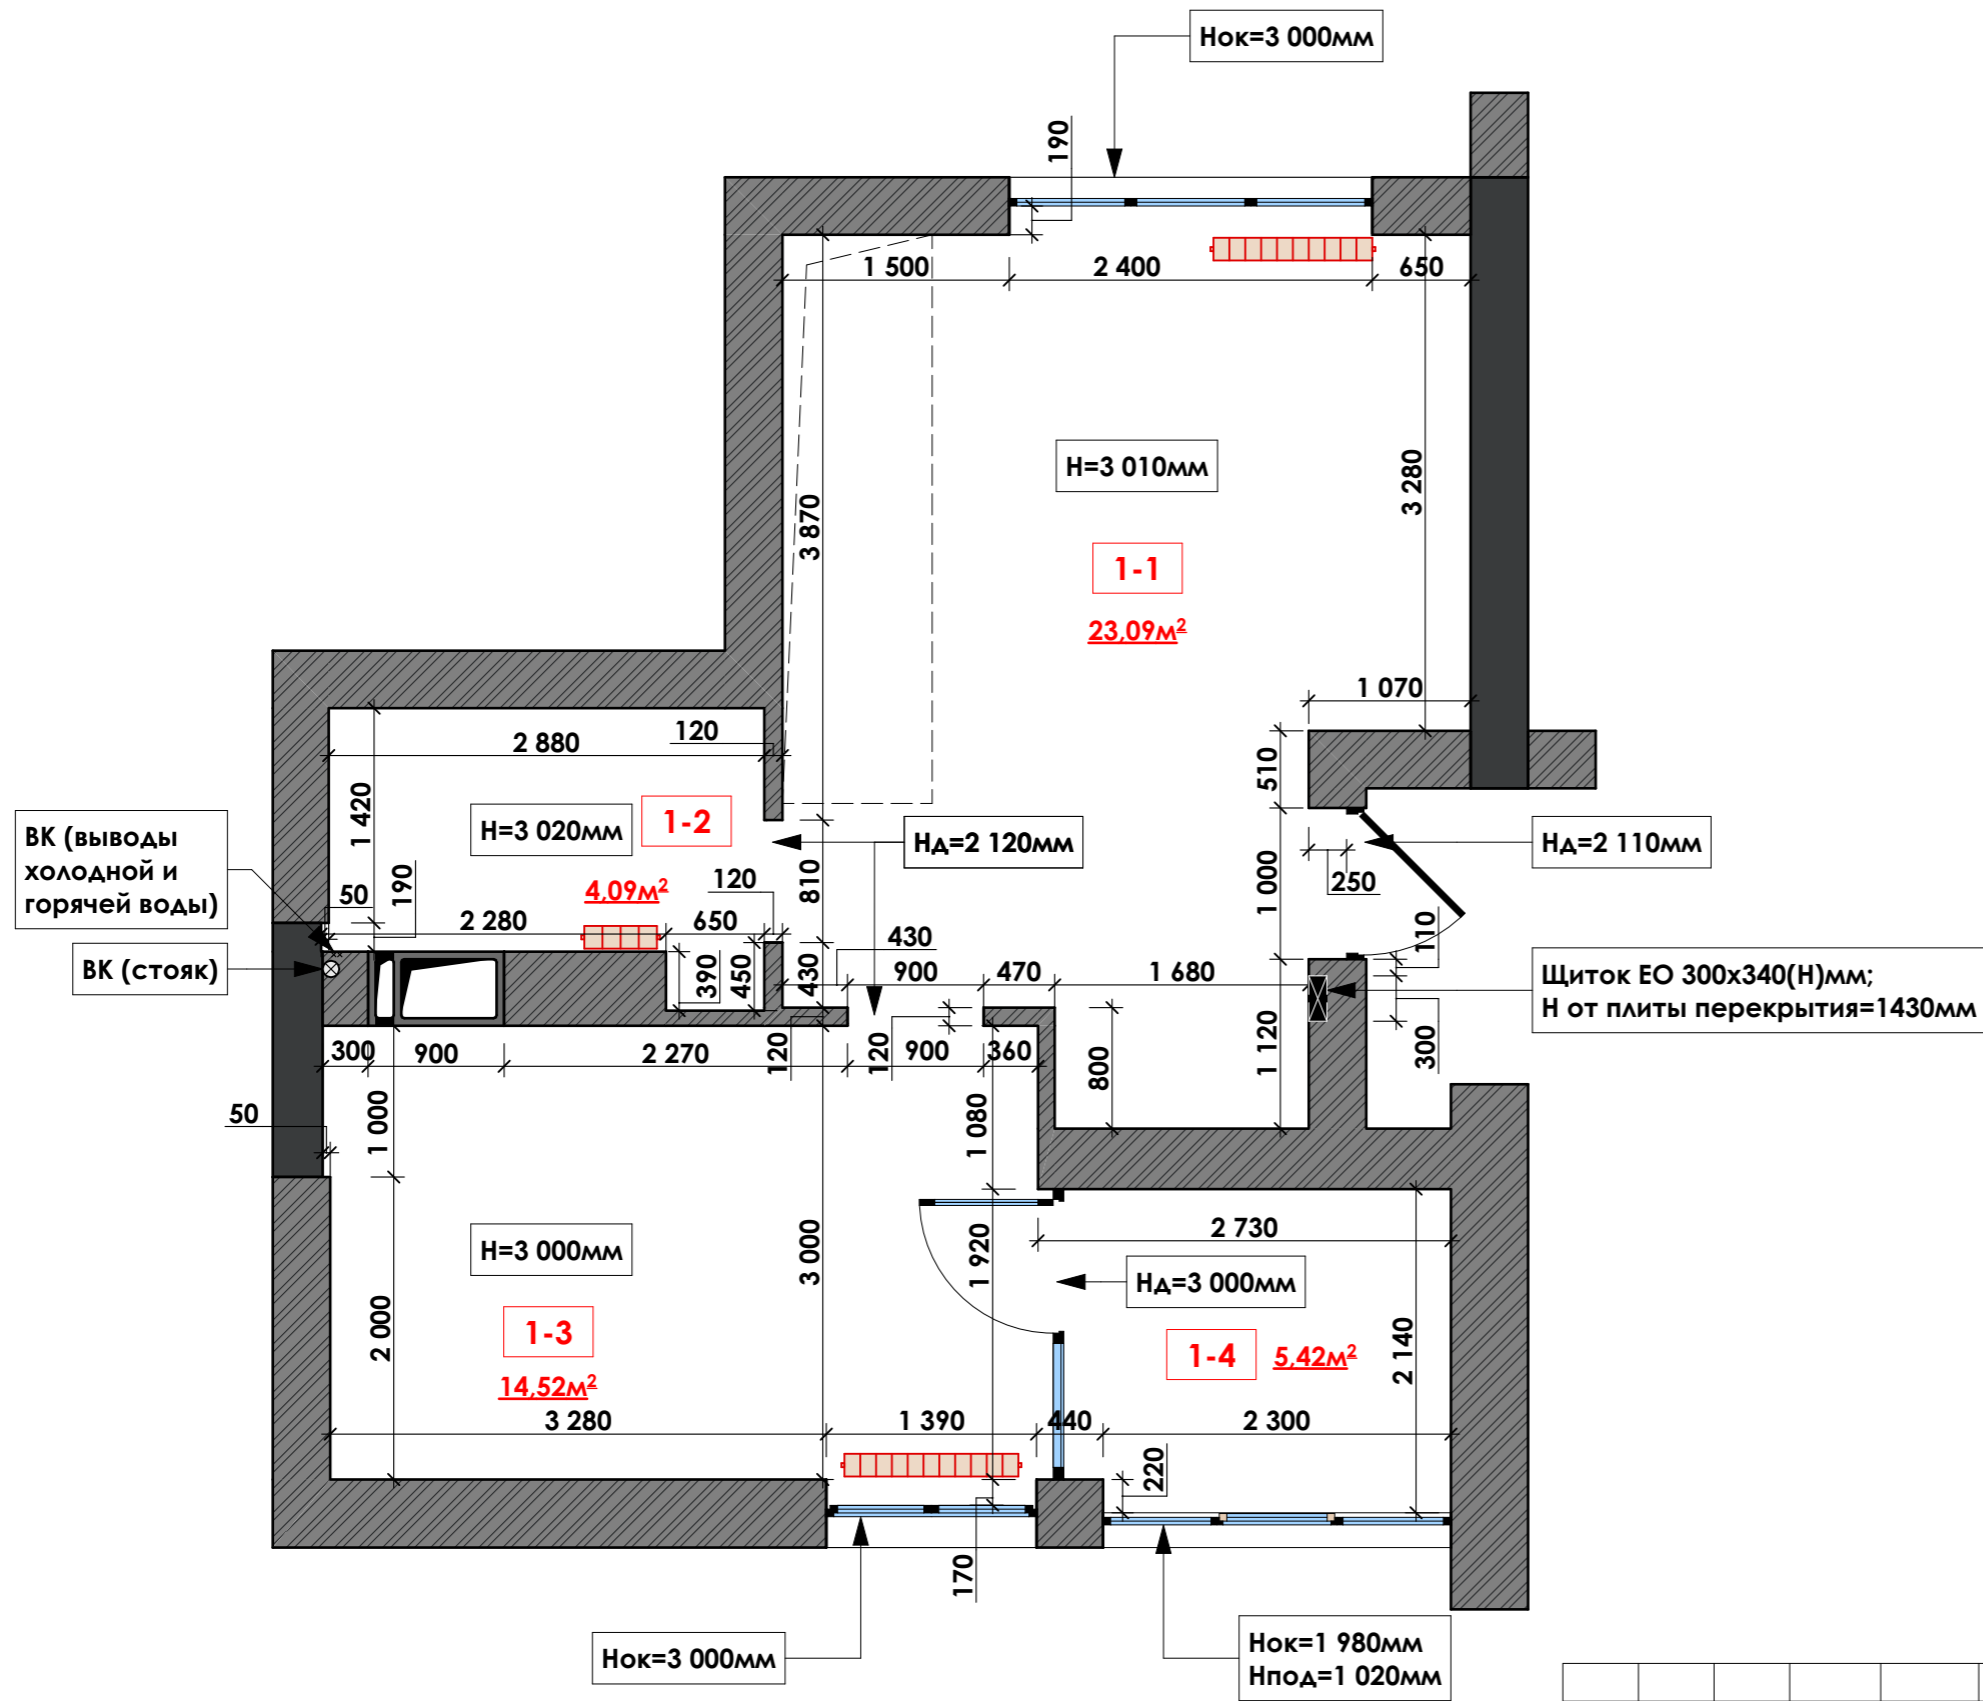 Нок=3 000мм
190
1 500
2 400
650
Н=3 010мм
3 870
3 280
1-1
23,09м²
1 070
2 880
120
510
1 420
Н=3 020мм
1-2
Нд=2 120мм
Нд=2 110мм
ВК (выводы
холодной и
горячей воды)
190
50
4,09м²
120
810
1 000
250
2 280
650
430
110
ВК (стояк)
390
450
430
900
470
1 680
Щиток ЕО 300х340(Н)мм;
Н от плиты перекрытия=1430мм
300
900
2 270
120
120
900
360
800
1 120
300
50
1 000
1 080
Н=3 000мм
3 000
1 920
2 730
Нд=3 000мм
2 000
1-3
14,52м²
1-4
5,42м²
2 140
3 280
1 390
440
2 300
220
170
Нок=3 000мм
Нок=1 980мм
Нпод=1 020мм